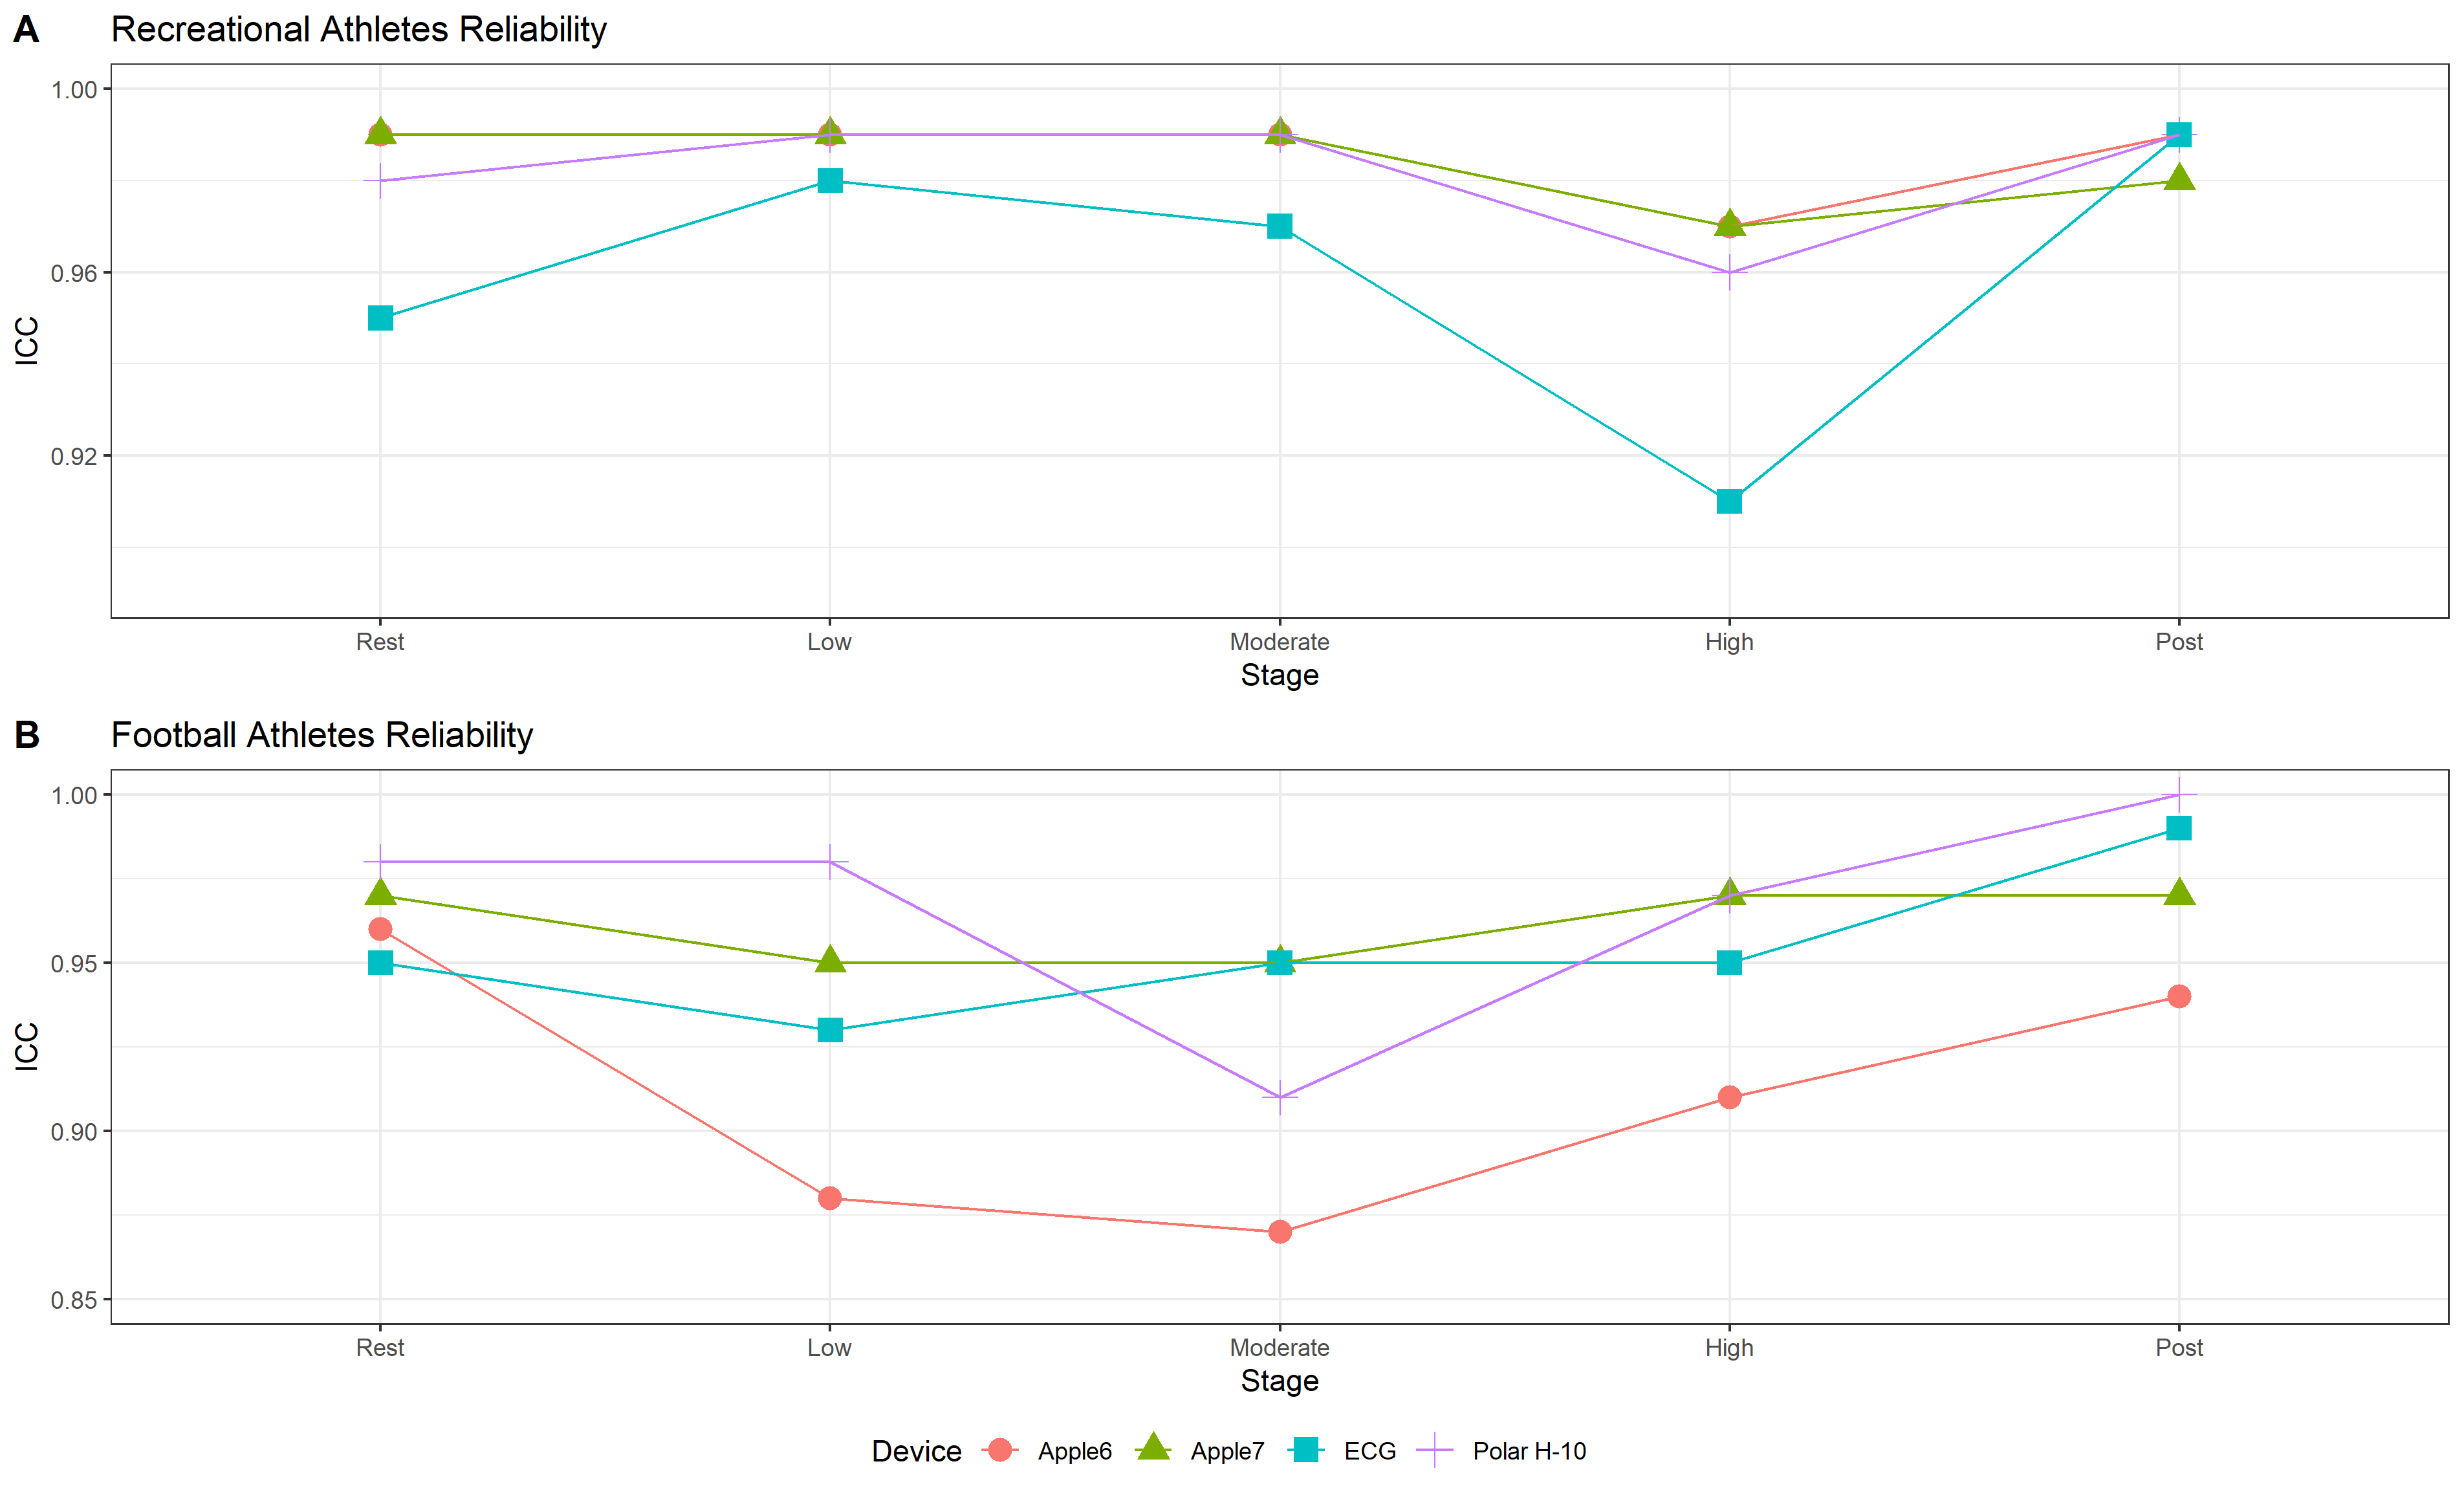 A Recreational Athletes Reliability
1.00
0.96
0.92
ICC
Rest Low Moderate High Post
Stage
B Football Athletes Reliability
1.00
0.95
0.90
0.85
ICC
Rest Low Moderate High Post
Stage
Device Apple6 Apple7 ECG Polar H-10